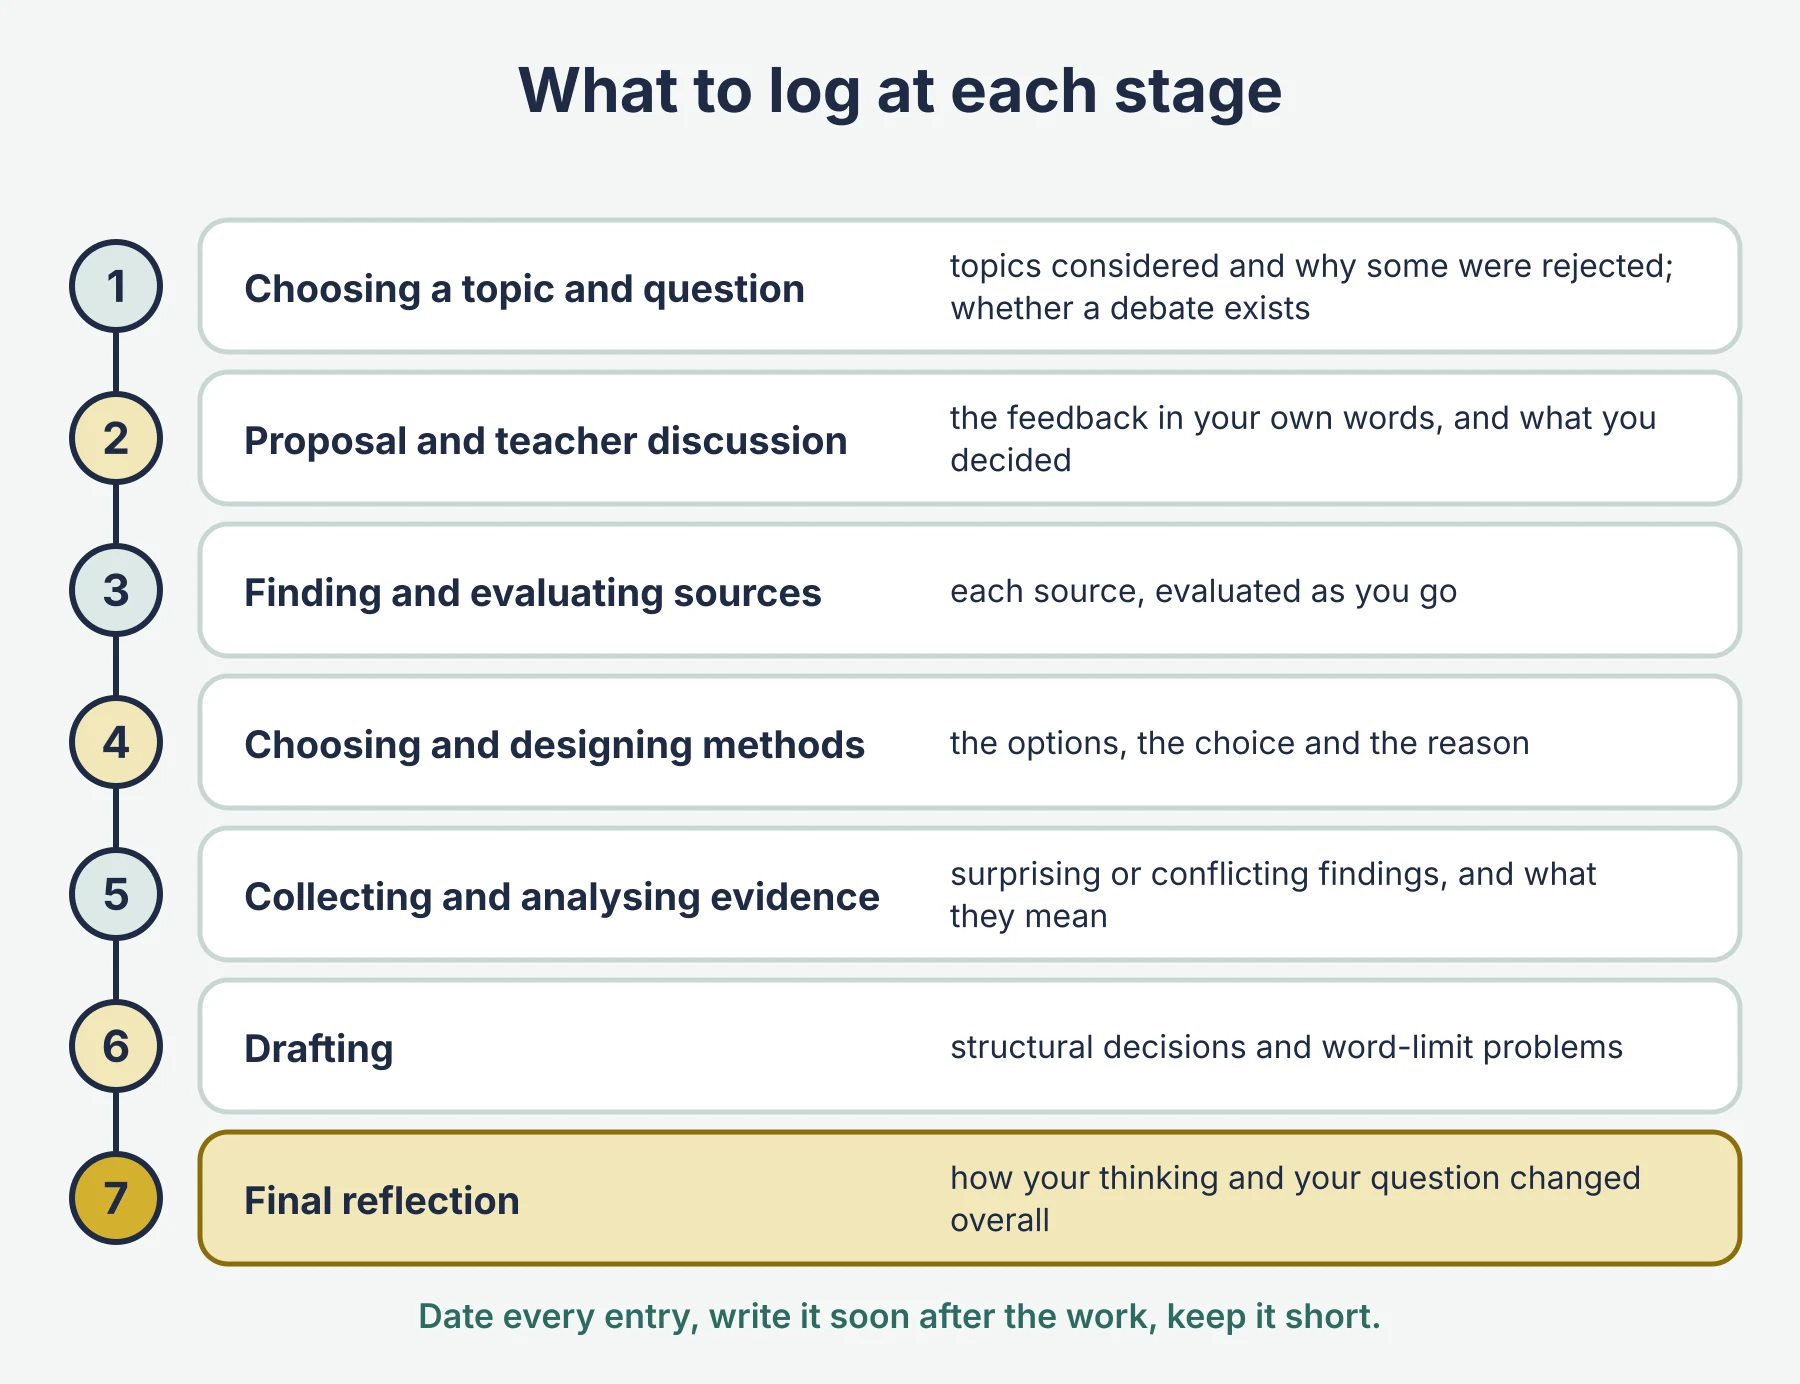 What to log at each stage
1
Choosing a topic and question
topics considered and why some were rejected;
whether a debate exists
2
Proposal and teacher discussion
the feedback in your own words, and what you
decided
3
Finding and evaluating sources
each source, evaluated as you go
4
Choosing and designing methods
the options, the choice and the reason
5
Collecting and analysing evidence
surprising or conflicting findings, and what
they mean
6
Drafting
structural decisions and word-limit problems
7
Final reflection
how your thinking and your question changed
overall
Date every entry, write it soon after the work, keep it short.